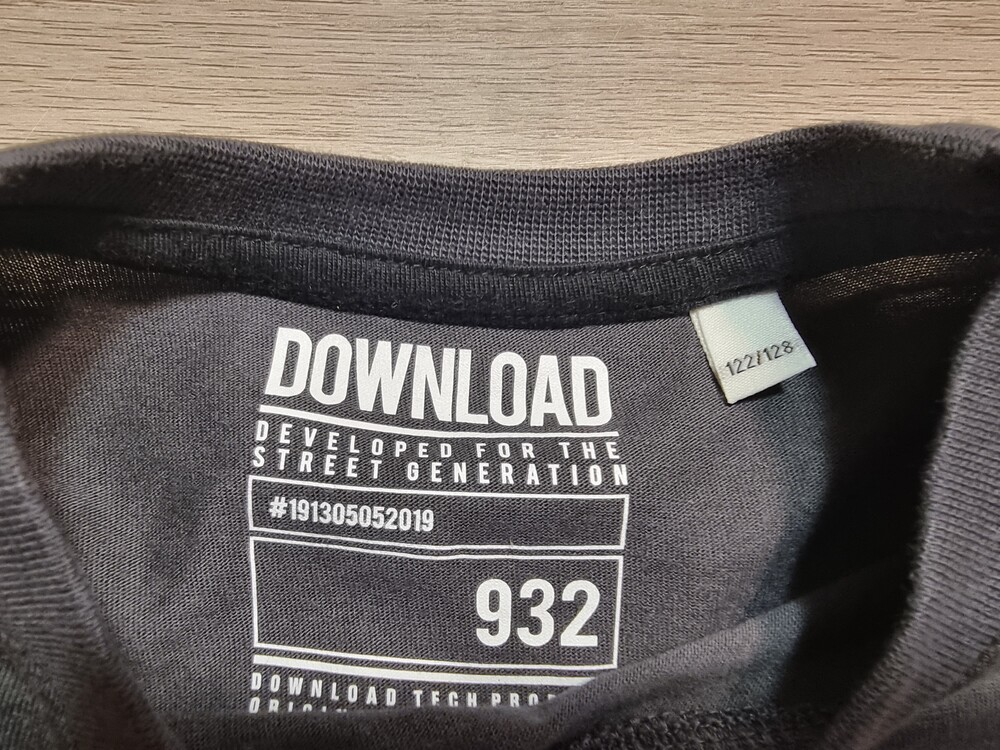 DOWNLOAD
122/128
DEVELOPED FOR THE
STREET GENERATION
#191305052019
932
DOWNLOAD TECH